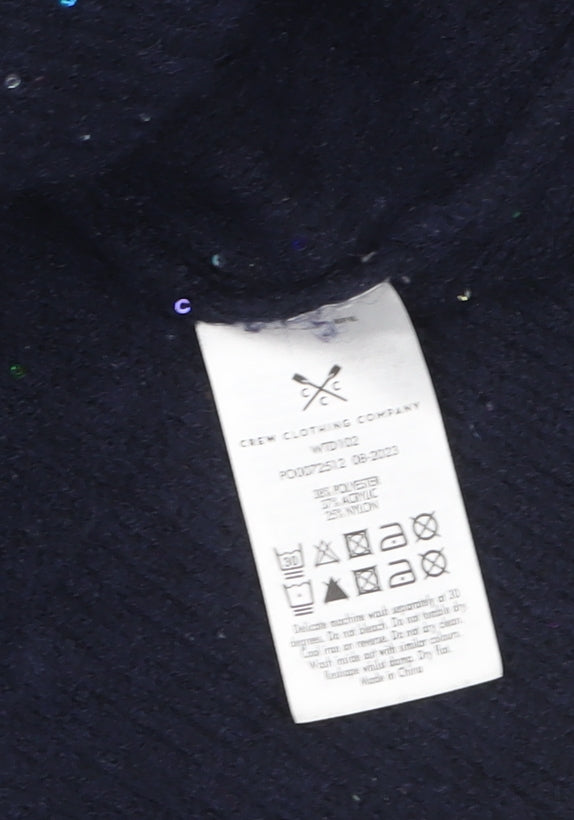 C C
C
CREW CLOTHING COMPANY
WTD102
PO0072512 08-2023
38% POLYESTER
37% ACRYLIC
25% NYLON
30
Delicate machine wash separately at 30
degrees. Do not bleach. Do not tumble dry
Cool iron on reverse. Do not dry clean.
Wash inside out with similar colours.
Reshape whilst damp. Dry flat.
Made in China